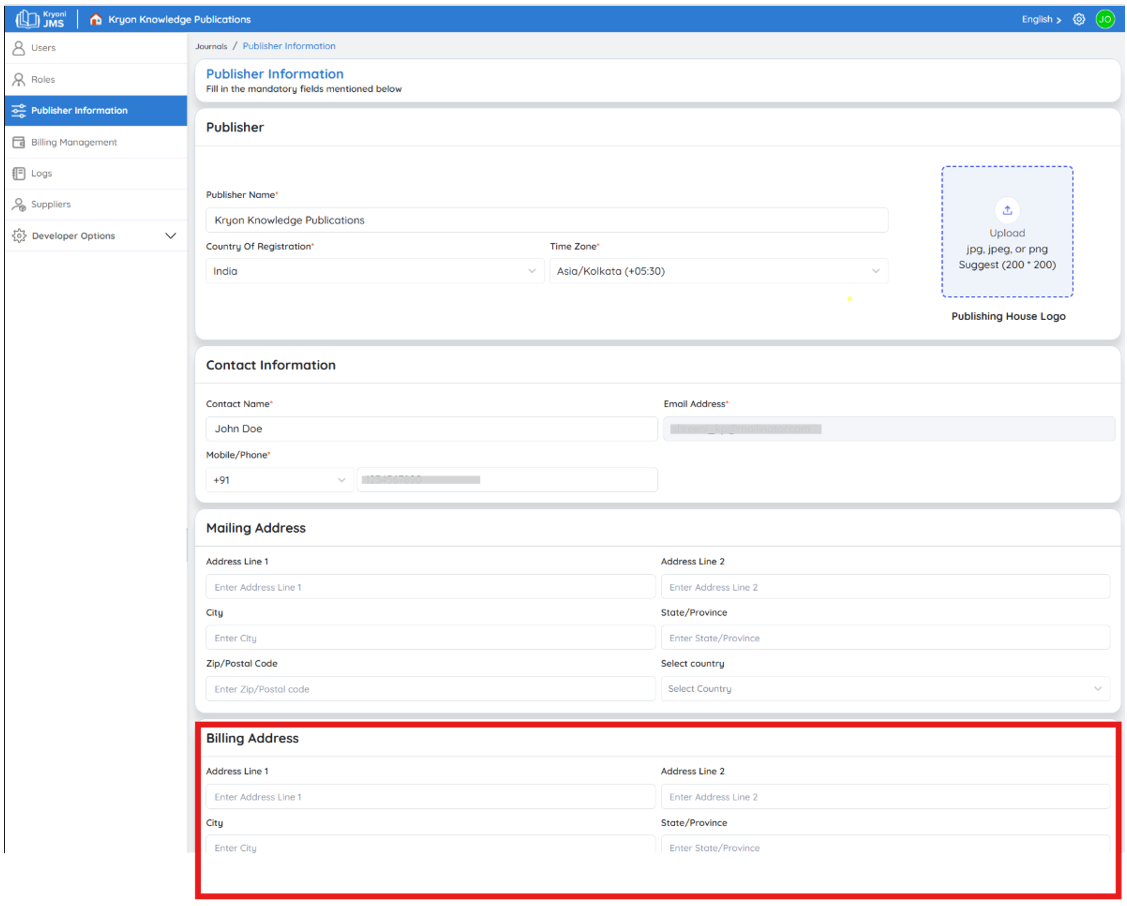 Kryoni
JMS
Kryon Knowledge Publications
English >
JO
Users
Roles
Publisher Information
Billing Management
Logs
Suppliers
Developer Options
Journals / Publisher Information
Publisher Information
Fill in the mandatory fields mentioned below
Publisher
Publisher Name*
Kryon Knowledge Publications
Country Of Registration* Time Zone*
India Asia/Kolkata (+05:30)
Upload
jpg, jpeg, or png
Suggest (200 * 200)
Publishing House Logo
Contact Information
Contact Name* Email Address*
John Doe
Mobile/Phone*
+91
Mailing Address
Address Line 1 Address Line 2
Enter Address Line 1 Enter Address Line 2
City State/Province
Enter City Enter State/Province
Zip/Postal Code Select country
Enter Zip/Postal code Select Country
Billing Address
Address Line 1 Address Line 2
Enter Address Line 1 Enter Address Line 2
City State/Province
Enter City Enter State/Province